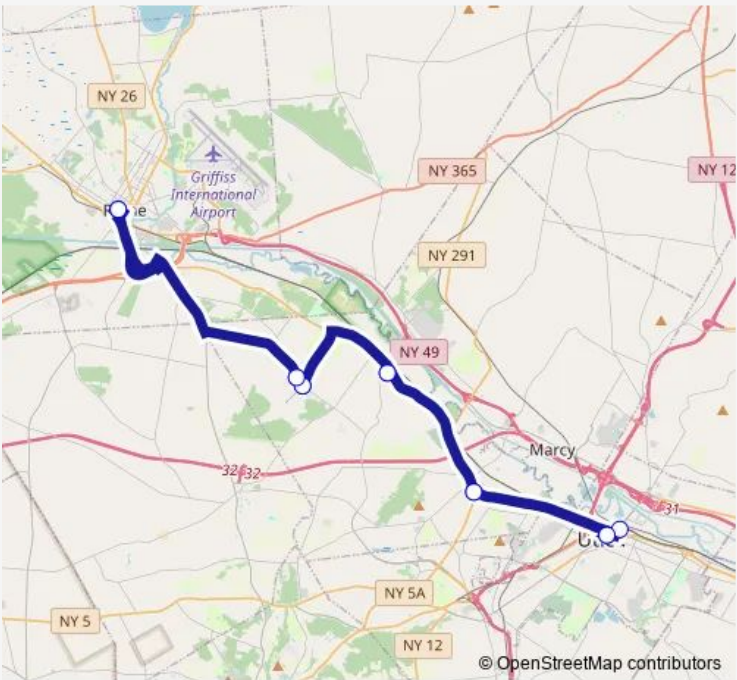 NY 26
Griffiss
International
Airport
NY 365
NY 12
NY 291
NY 49
Marcy
32
32
31
NY 5A
NY 5
NY 12
© OpenStreetMap contributors